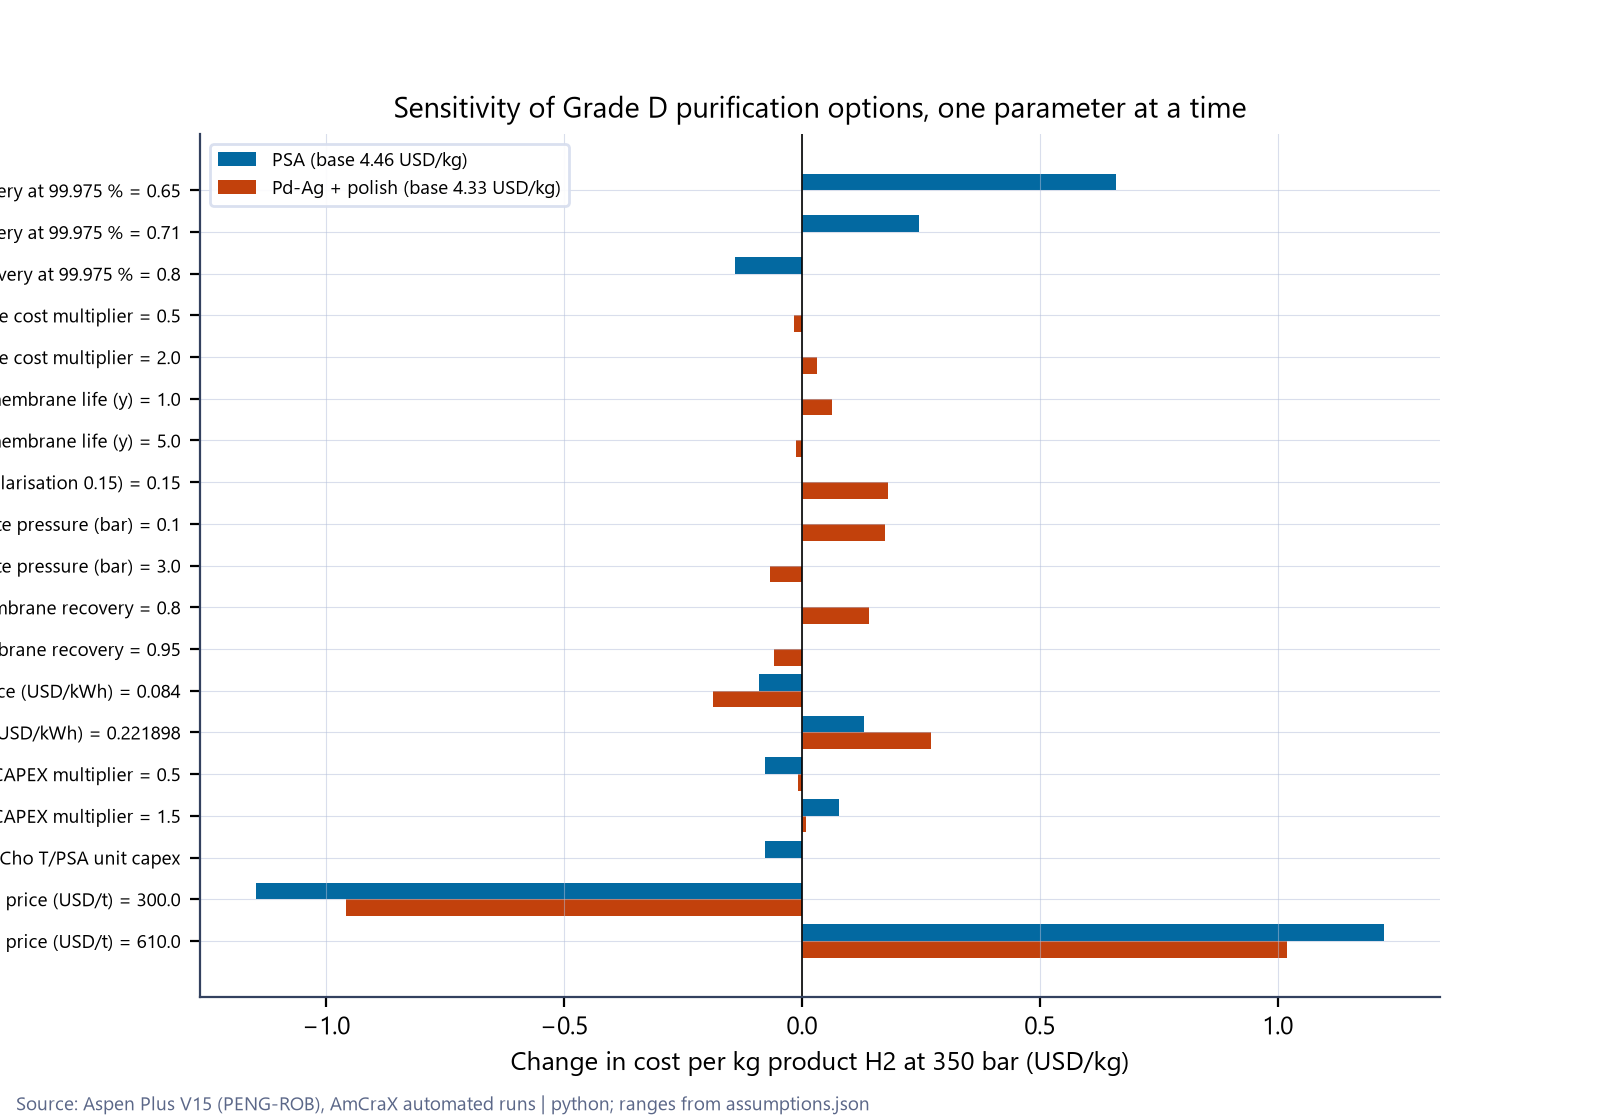 Sensitivity of Grade D purification options, one parameter at a time
PSA (base 4.46 USD/kg)
Pd-Ag + polish (base 4.33 USD/kg)
ery at 99.975 % = 0.65
ery at 99.975 % = 0.71
very at 99.975 % = 0.8
e cost multiplier = 0.5
e cost multiplier = 2.0
embrane life (y) = 1.0
embrane life (y) = 5.0
larisation 0.15) = 0.15
te pressure (bar) = 0.1
te pressure (bar) = 3.0
mbrane recovery = 0.8
brane recovery = 0.95
ce (USD/kWh) = 0.084
USD/kWh) = 0.221898
CAPEX multiplier = 0.5
CAPEX multiplier = 1.5
Cho T/PSA unit capex
price (USD/t) = 300.0
price (USD/t) = 610.0
−1.0 −0.5 0.0 0.5 1.0
Change in cost per kg product H2 at 350 bar (USD/kg)
Source: Aspen Plus V15 (PENG-ROB), AmCraX automated runs | python; ranges from assumptions.json